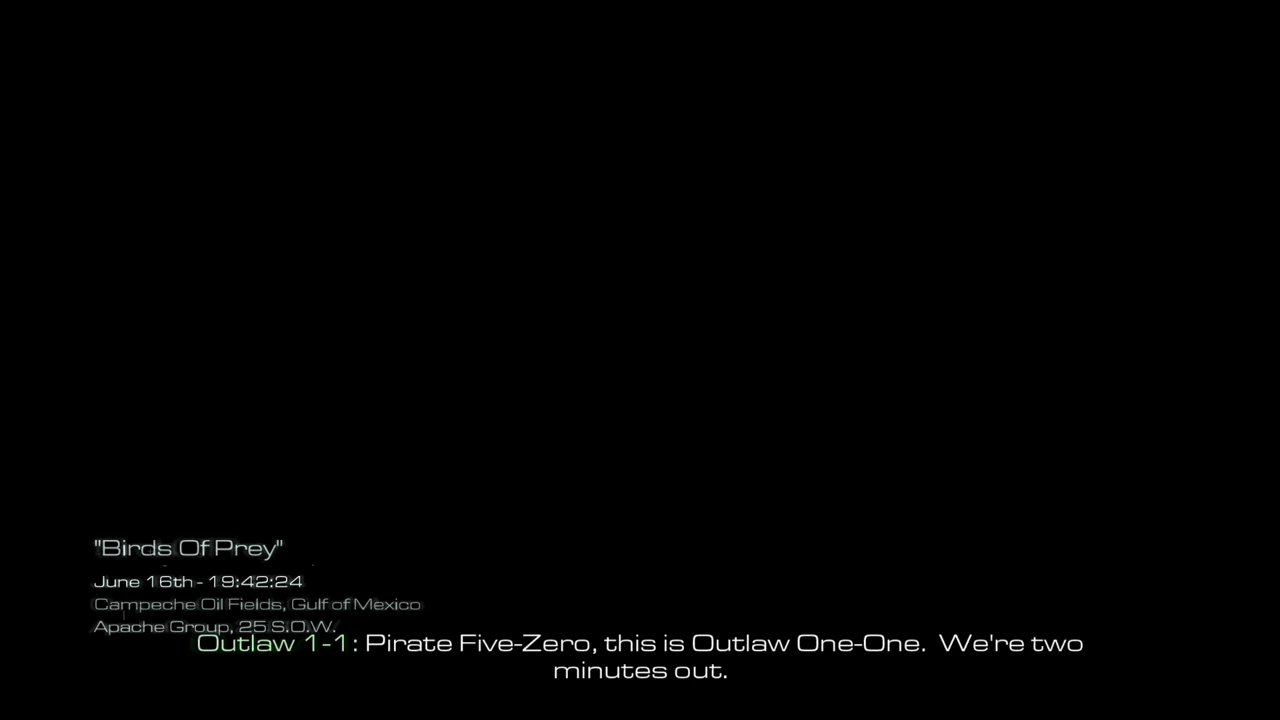 "Birds Of Prey"
June 16th - 19:42:24
Campeche Oil Fields, Gulf of Mexico
Apache Group, 25 S.O.W.
Outlaw 1-1: Pirate Five-Zero, this is Outlaw One-One.  We're two
minutes out.